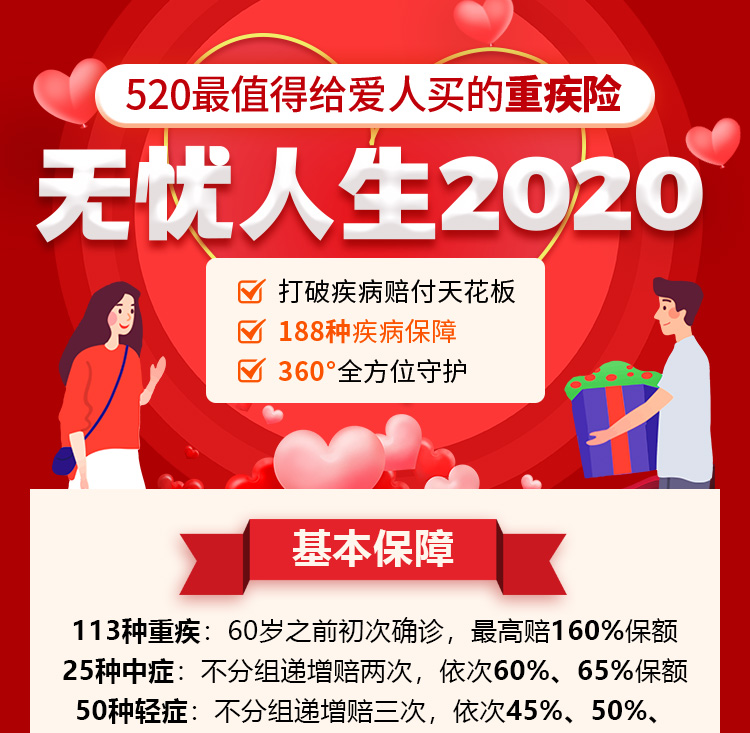 520最值得给爱人买的重疾险
无忧人生2020
打破疾病赔付天花板
188种疾病保障
360°全方位守护
基本保障
113种重疾：60岁之前初次确诊，最高赔160%保额
25种中症：不分组递增赔两次，依次60%、65%保额
50种轻症：不分组递增赔三次，依次45%、50%、